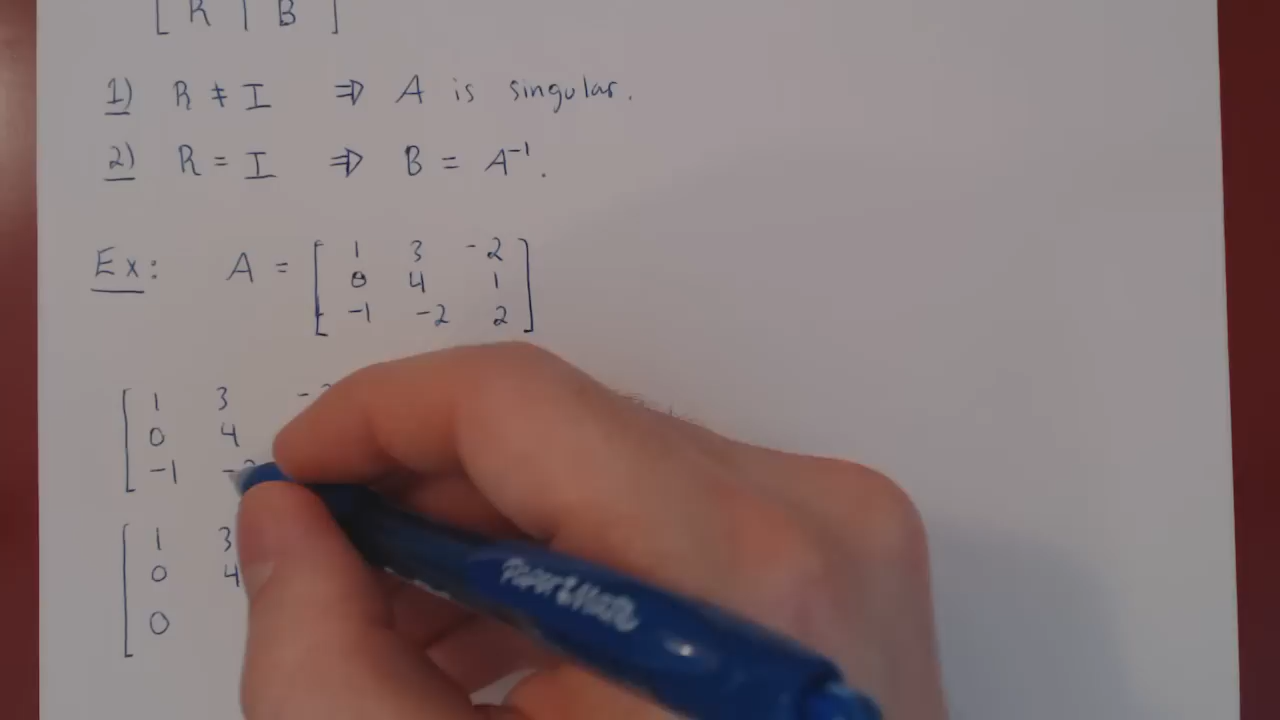 [ R | B ]
1) R ≠ I ⇒ A is singular.
2) R = I ⇒ B = A⁻¹.
Ex: A = [ 1 3 -2
0 4 1
-1 -2 2 ]
[ 1 3 -
0 4
-1 -2
[ 1 3
0 4
0
PaperMate